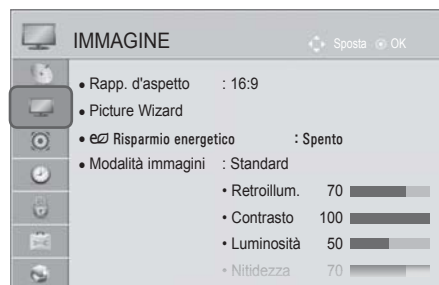 IMMAGINE Sposta OK
• Rapp. d'aspetto : 16:9
• Picture Wizard
• Risparmio energetico : Spento
• Modalità immagini : Standard
• Retroillum. 70
• Contrasto 100
• Luminosità 50
• Nitidezza 70